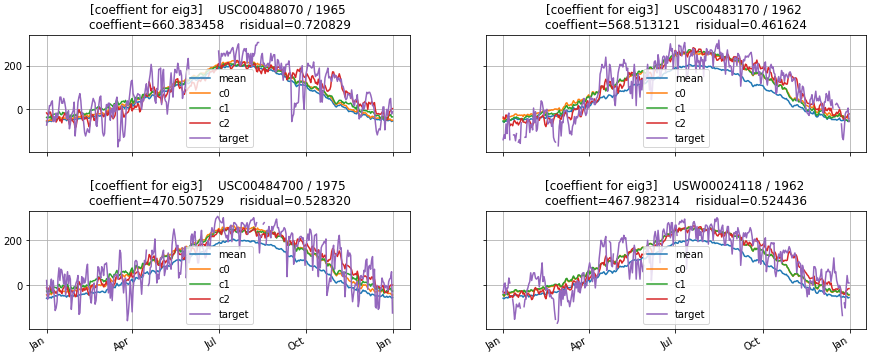 [coeffient for eig3]    USC00488070 / 1965
coeffient=660.383458    risidual=0.720829
200
0
mean
c0
c1
c2
target
[coeffient for eig3]    USC00483170 / 1962
coeffient=568.513121    risidual=0.461624
mean
c0
c1
c2
target
[coeffient for eig3]    USC00484700 / 1975
coeffient=470.507529    risidual=0.528320
200
0
mean
c0
c1
c2
target
Jan
Apr
Jul
Oct
Jan
[coeffient for eig3]    USW00024118 / 1962
coeffient=467.982314    risidual=0.524436
mean
c0
c1
c2
target
Jan
Apr
Jul
Oct
Jan